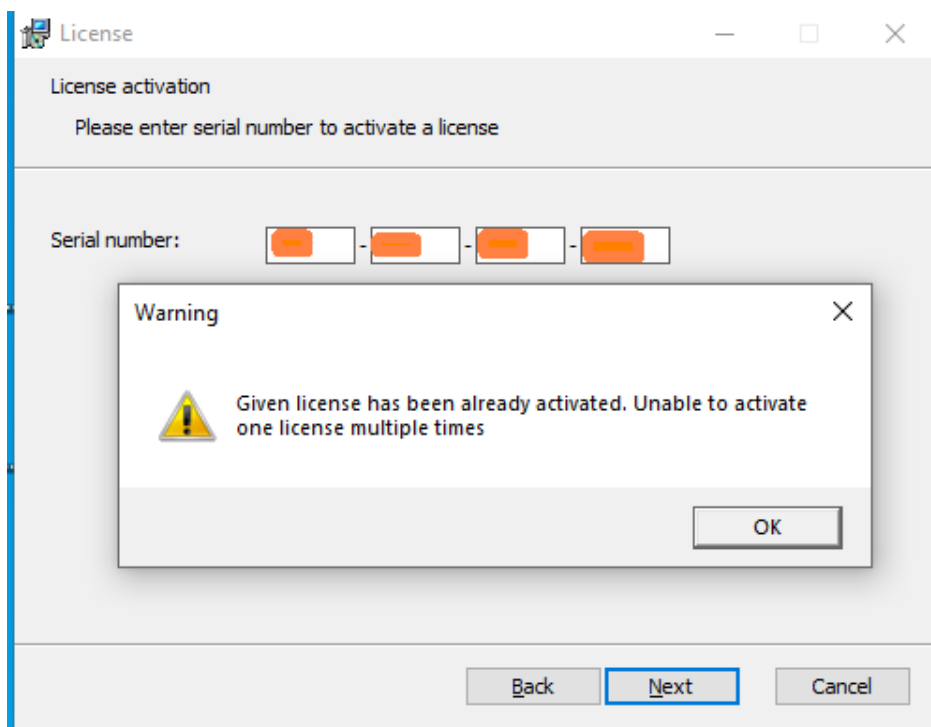 License
License activation
Please enter serial number to activate a license
Serial number:
- - -
Warning
Given license has been already activated. Unable to activate
one license multiple times
OK
Back
Next
Cancel